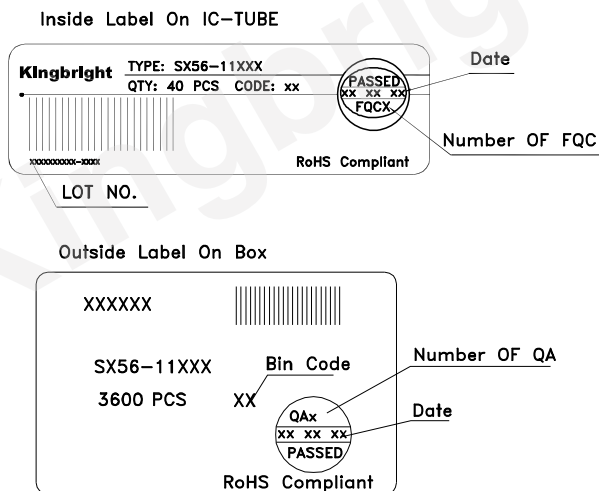 Inside Label On IC-TUBE
Kingbright
TYPE: SX56-11XXX
QTY: 40 PCS CODE: xx
PASSED
xx xx xx
FQCX
Date
Number OF FQC
xxxxxxxxxx-xxxx
RoHS Compliant
LOT NO.
Outside Label On Box
XXXXXX
SX56-11XXX
Bin Code
Number OF QA
3600 PCS
XX
QAx
Date
xx xx xx
PASSED
RoHS Compliant
Kingbright